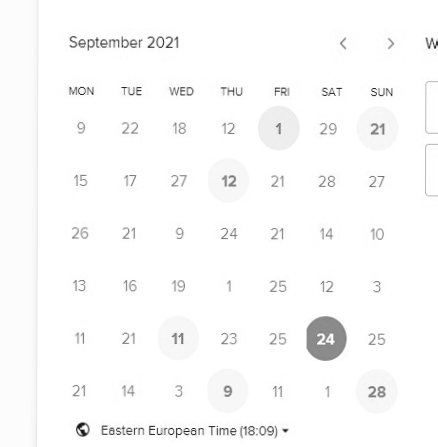 September 2021
W
MON TUE WED THU FRI SAT SUN
9 22 18 12 1 29 21
15 17 27 12 21 28 27
26 21 9 24 21 14 10
13 16 19 1 25 12 3
11 21 11 23 25 24 25
21 14 3 9 11 1 28
Eastern European Time (18:09)